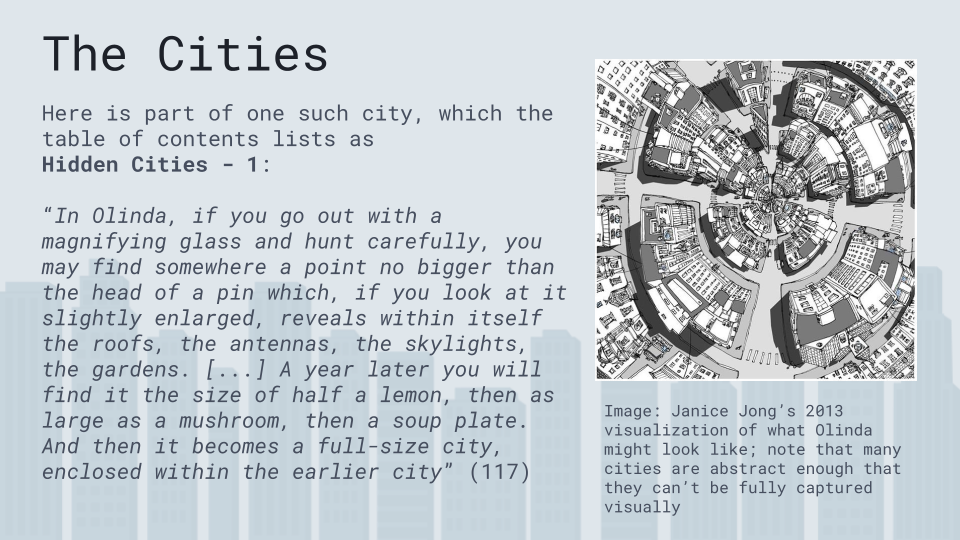 The Cities
Here is part of one such city, which the
table of contents lists as
Hidden Cities - 1:
“In Olinda, if you go out with a
magnifying glass and hunt carefully, you
may find somewhere a point no bigger than
the head of a pin which, if you look at it
slightly enlarged, reveals within itself
the roofs, the antennas, the skylights,
the gardens. [...] A year later you will
find it the size of half a lemon, then as
large as a mushroom, then a soup plate.
And then it becomes a full-size city,
enclosed within the earlier city” (117)
Image: Janice Jong’s 2013
visualization of what Olinda
might look like; note that many
cities are abstract enough that
they can’t be fully captured
visually